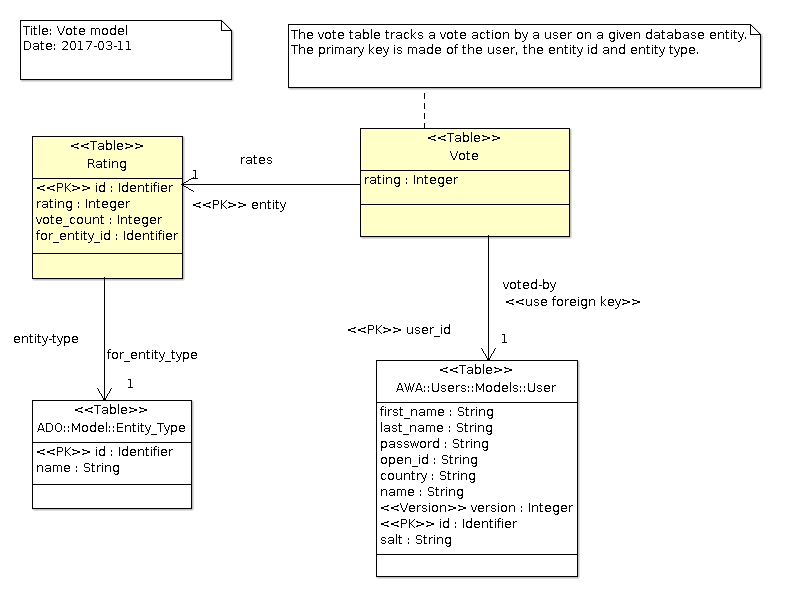 Title: Vote model
Date: 2017-03-11
The vote table tracks a vote action by a user on a given database entity.
The primary key is made of the user, the entity id and entity type.
<<Table>>
Rating
<<PK>> id : Identifier
rating : Integer
vote_count : Integer
for_entity_id : Identifier
rates
1
<<PK>> entity
<<Table>>
Vote
rating : Integer
voted-by
<<use foreign key>>
<<PK>> user_id
1
entity-type
for_entity_type
1
<<Table>>
ADO::Model::Entity_Type
<<PK>> id : Identifier
name : String
<<Table>>
AWA::Users::Models::User
first_name : String
last_name : String
password : String
open_id : String
country : String
name : String
<<Version>> version : Integer
<<PK>> id : Identifier
salt : String